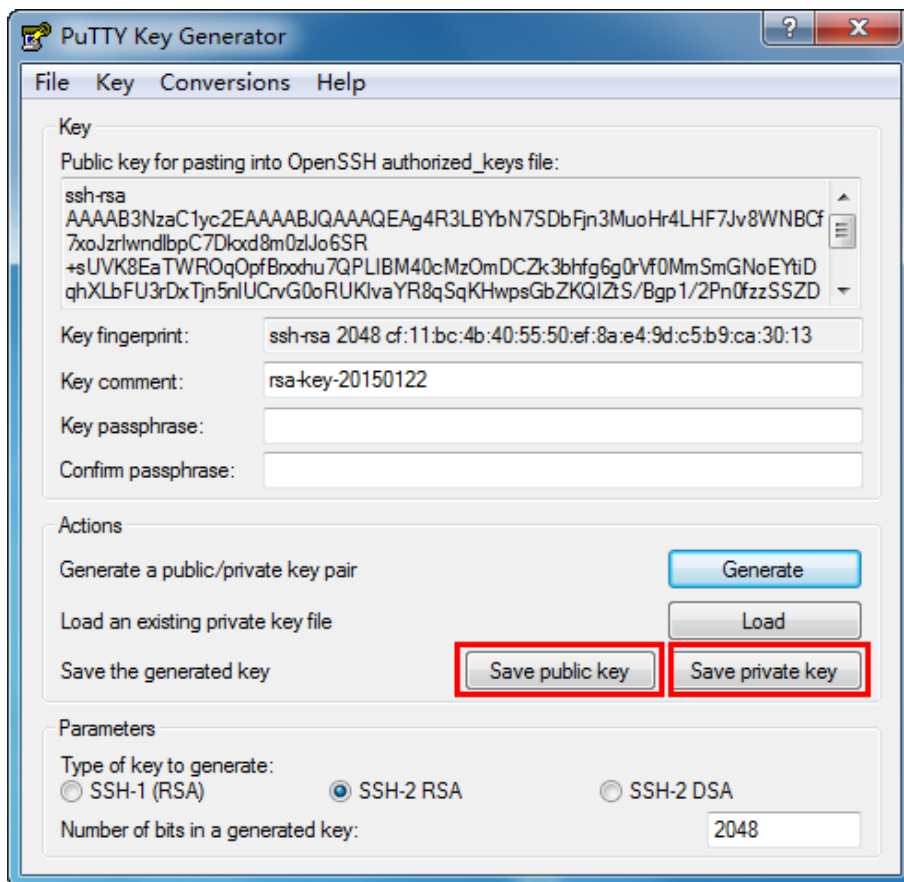 PuTTY Key Generator
File Key Conversions Help
Key
Public key for pasting into OpenSSH authorized_keys file:
ssh-rsa
AAAAB3NzaC1yc2EAAAABJQAAAQEAg4R3LBYbN7SDbFjn3MuoHr4LHF7Jv8WNBCf
7xoJzrlwndlbpC7Dkxd8m0zlJo6SR
+sUVK8EaTWROqOpfBrxxhu7QPLIBM40cMzOmDCZk3bhfg6g0rVf0MmSmGNoEYtiD
qhXLbFU3rDxTjn5nIUCrvG0oRUKlvaYR8qSqKHwpsGbZKQIZtS/Bgp1/2Pn0fzzSSZD
Key fingerprint: ssh-rsa 2048 cf:11:bc:4b:40:55:50:ef:8a:e4:9d:c5:b9:ca:30:13
Key comment: rsa-key-20150122
Key passphrase:
Confirm passphrase:
Actions
Generate a public/private key pair Generate
Load an existing private key file Load
Save the generated key Save public key Save private key
Parameters
Type of key to generate:
SSH-1 (RSA) SSH-2 RSA SSH-2 DSA
Number of bits in a generated key: 2048